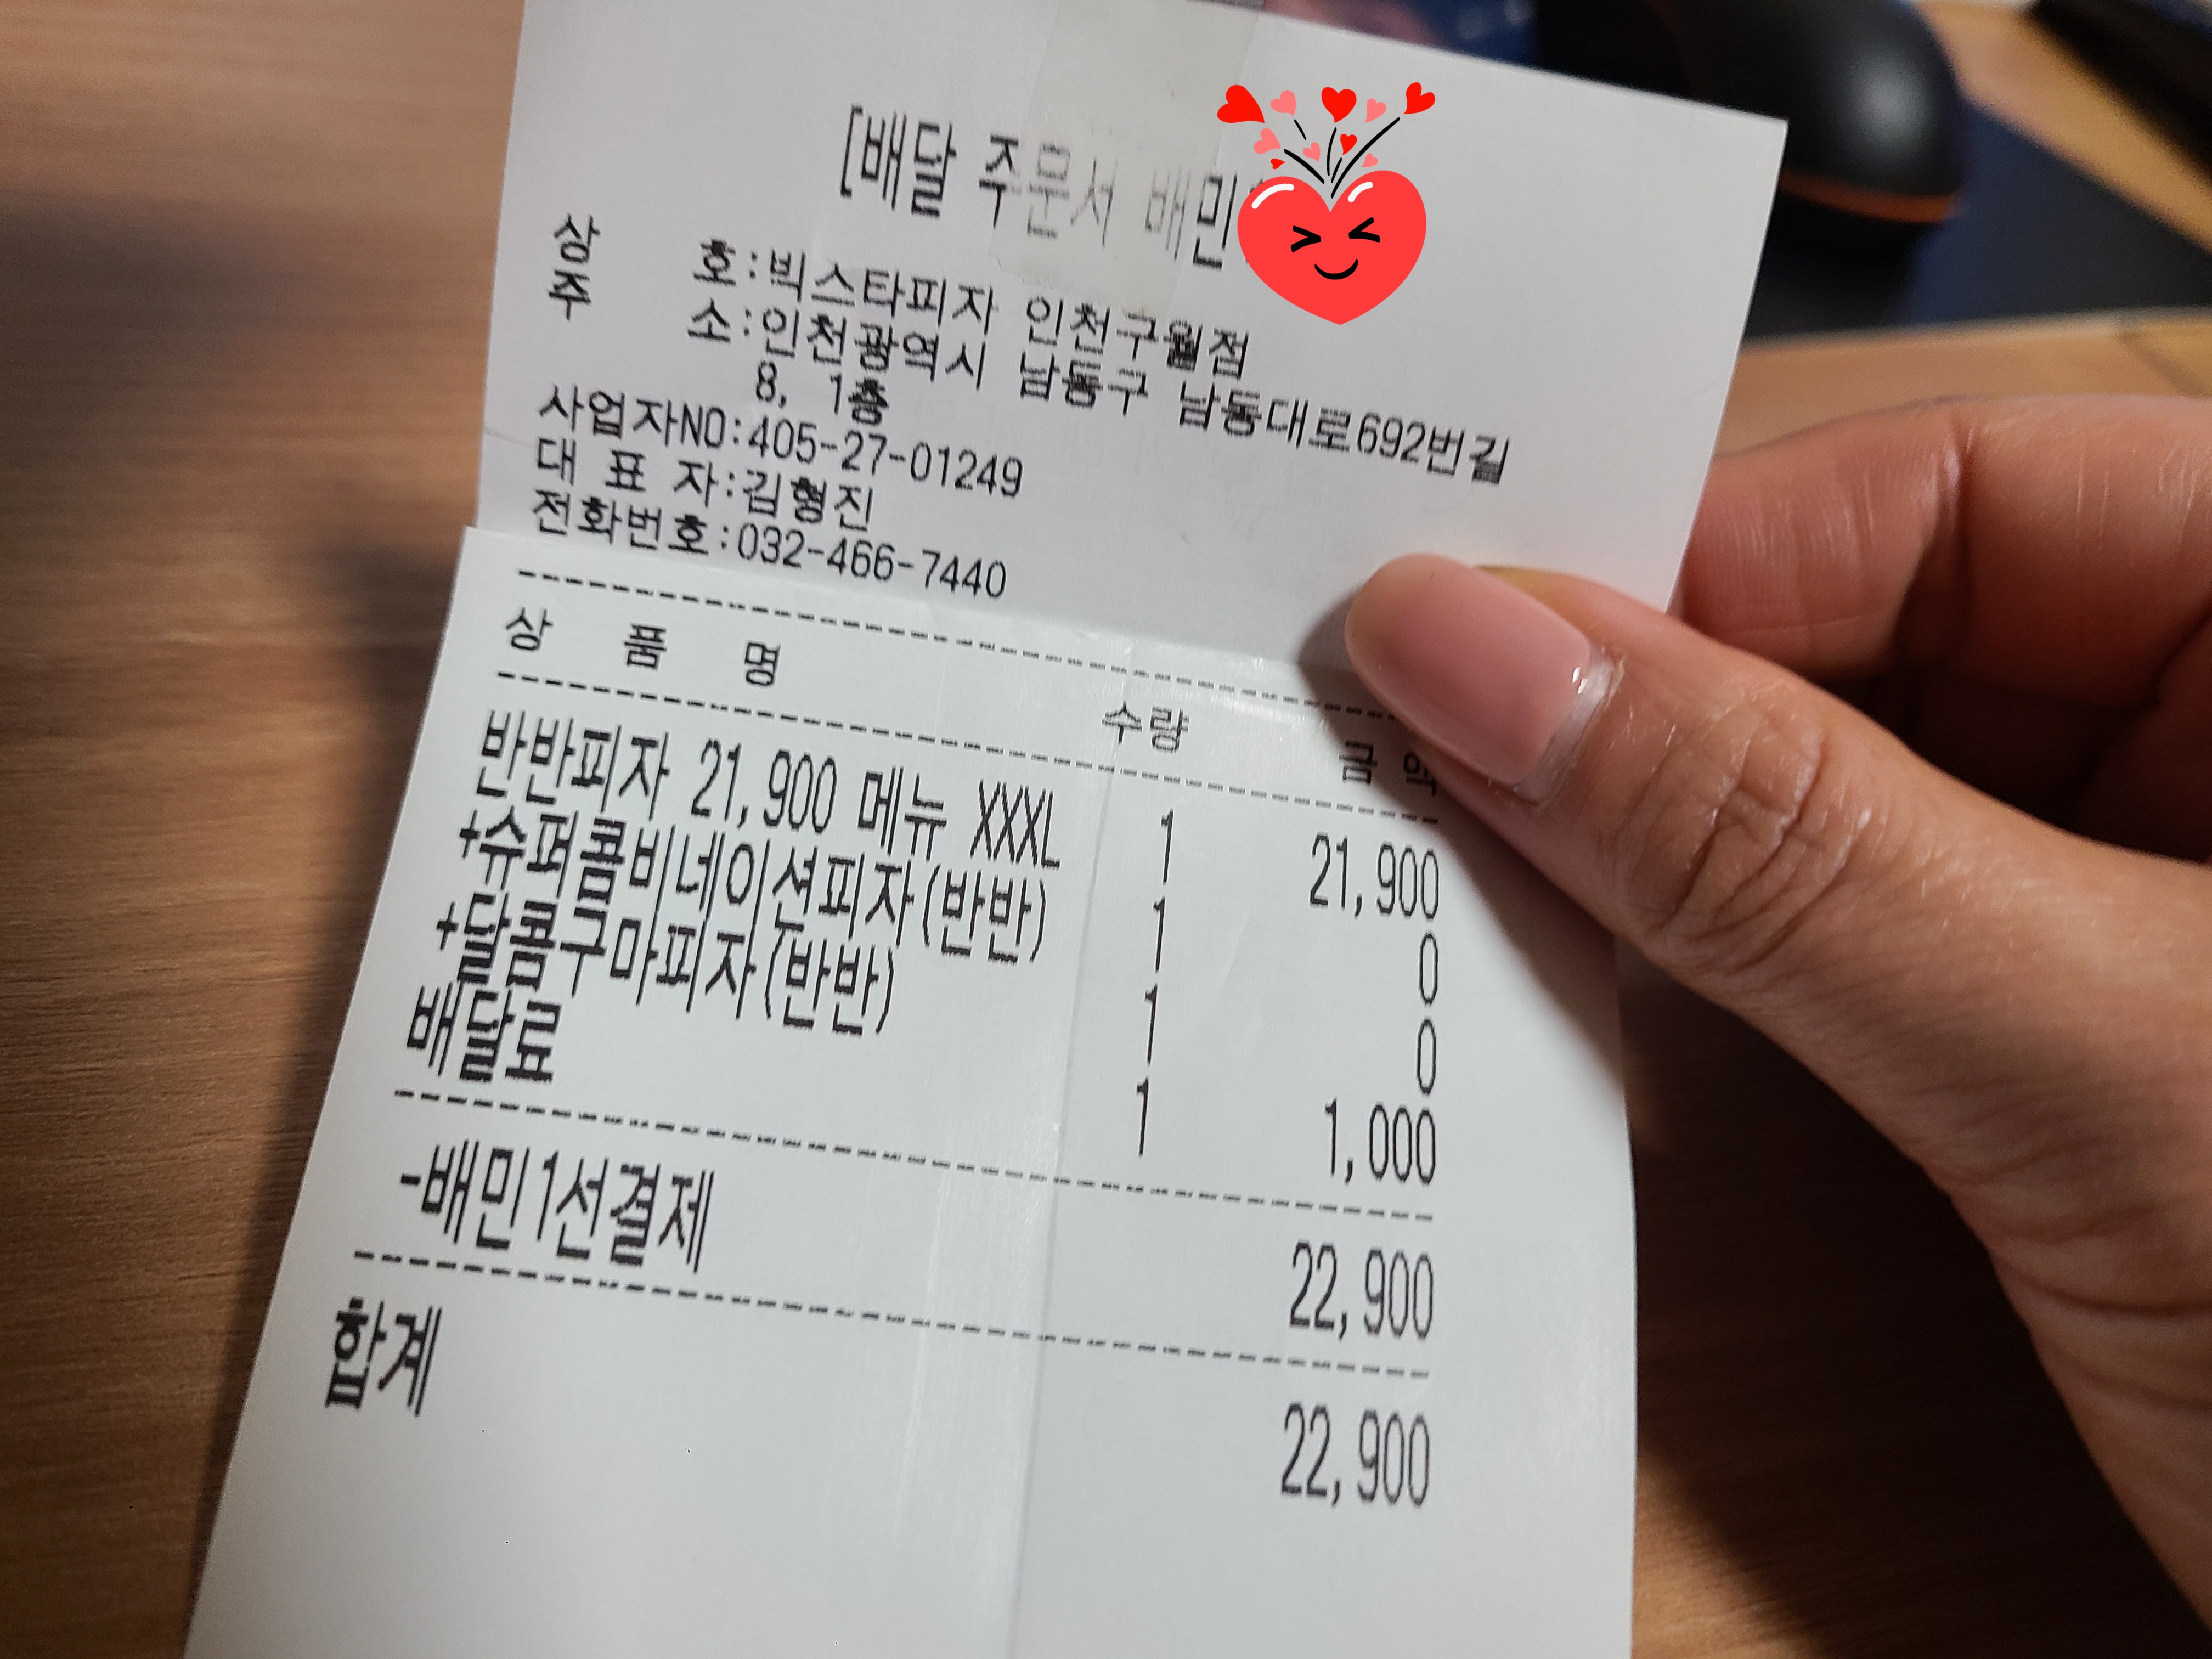 [배달 주문서 배민
상 호:빅스타피자 인천구월점
주 소:인천광역시 남동구 남동대로692번길
8, 1층
사업자NO:405-27-01249
대 표 자:김형진
전화번호:032-466-7440
상 품 명 수량 금 액
반반피자 21,900 메뉴 XXXL 1 21,900
+슈퍼콤비네이션피자(반반) 1 0
+달콤구마피자(반반) 1 0
배달료 1 1,000
-배민1선결제 22,900
합계 22,900